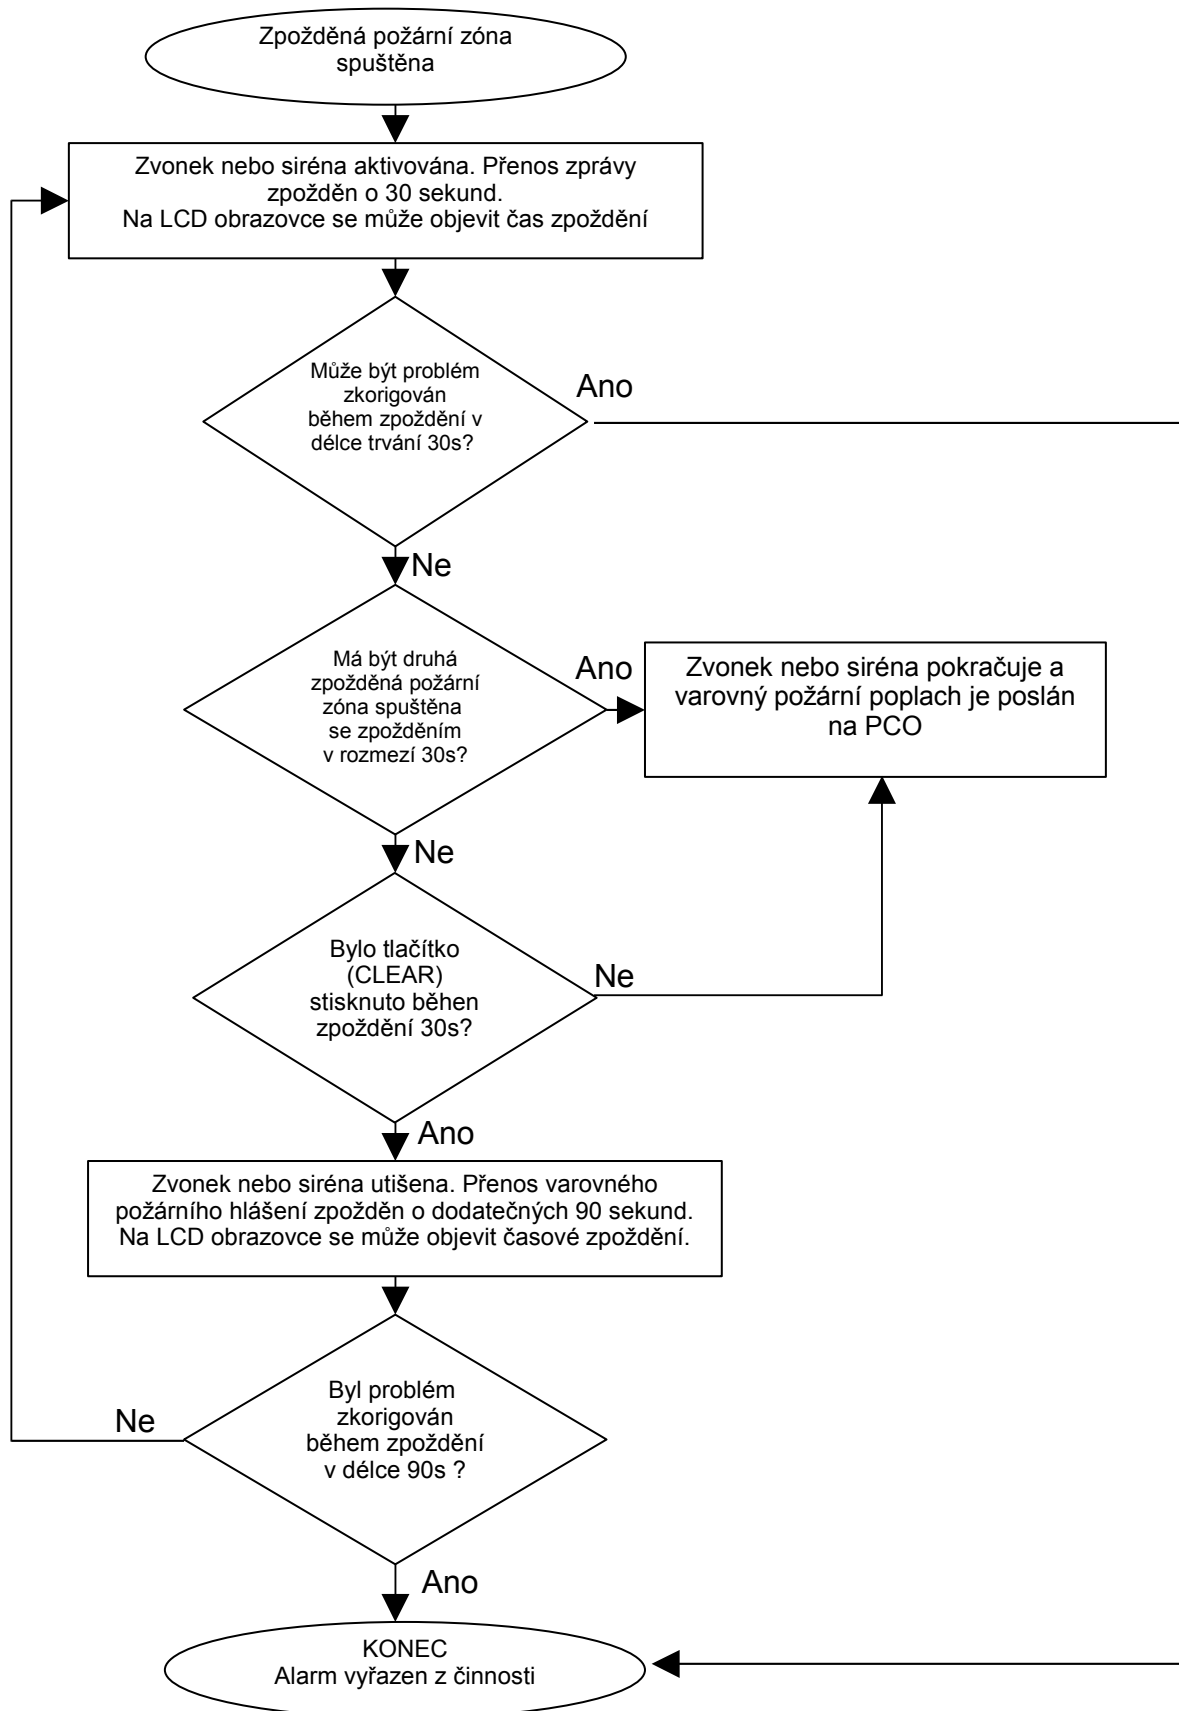 Zpožděná požární zóna
spuštěna
Zvonek nebo siréna aktivována. Přenos zprávy
zpožděn o 30 sekund.
Na LCD obrazovce se může objevit čas zpoždění
Může být problém
zkorigován
během zpoždění v
délce trvání 30s?
Ano
Ne
Má být druhá
zpožděná požární
zóna spuštěna
se zpožděním
v rozmezí 30s?
Ano
Zvonek nebo siréna pokračuje a
varovný požární poplach je poslán
na PCO
Ne
Bylo tlačítko
(CLEAR)
stisknuto běhen
zpoždění 30s?
Ne
Ano
Zvonek nebo siréna utišena. Přenos varovného
požárního hlášení zpožděn o dodatečných 90 sekund.
Na LCD obrazovce se může objevit časové zpoždění.
Byl problém
zkorigován
během zpoždění
v délce 90s ?
Ne
Ano
KONEC
Alarm vyřazen z činnosti